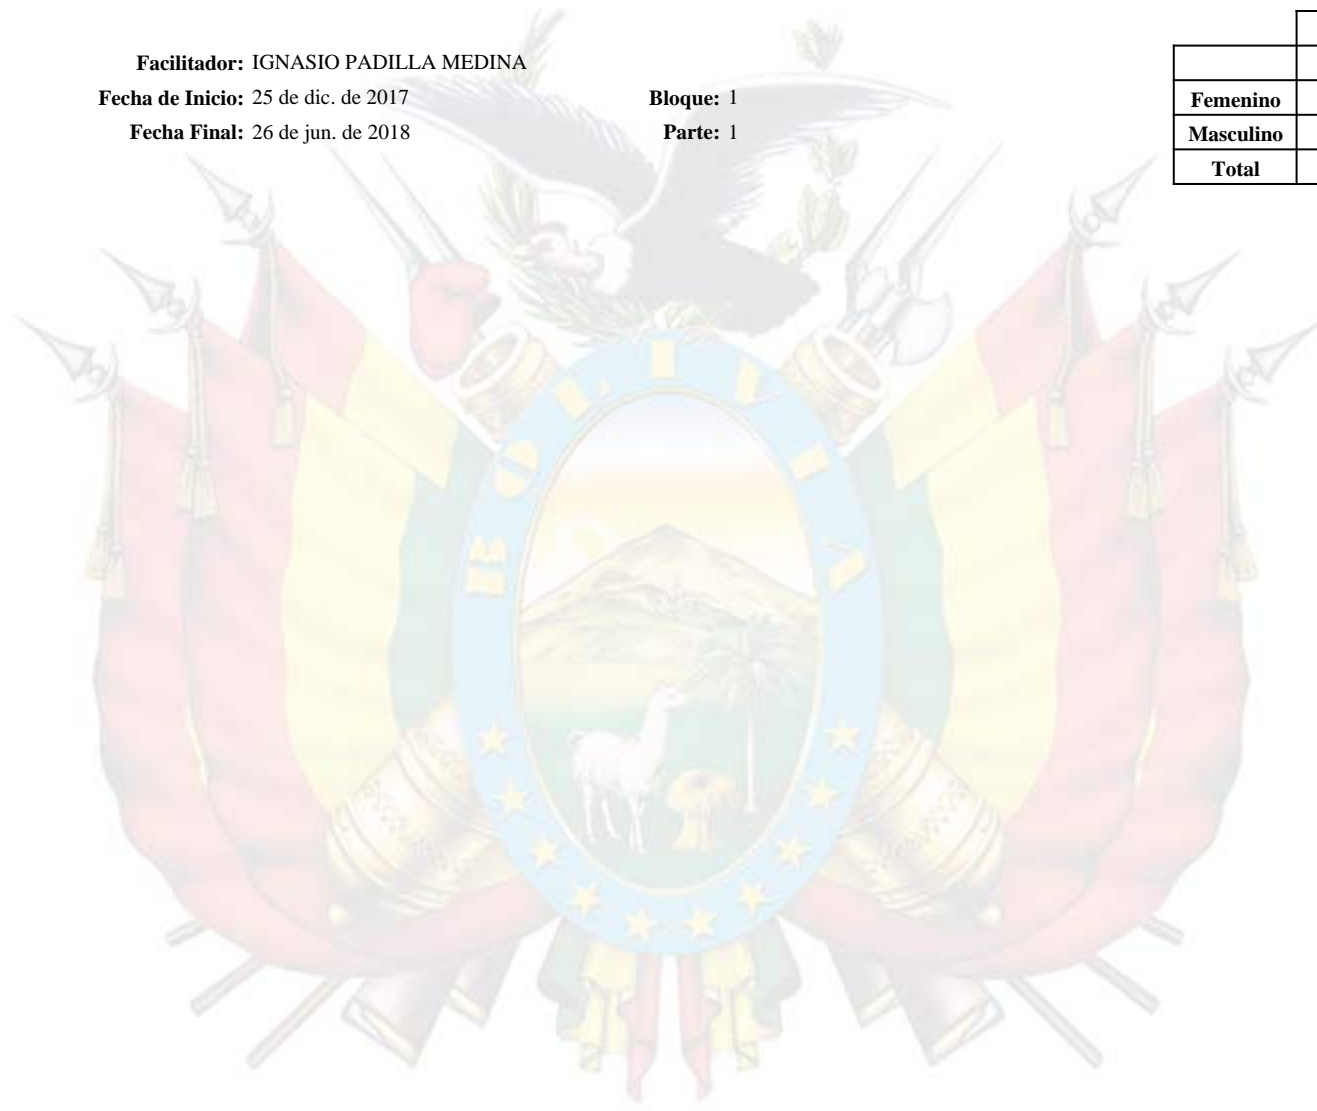 Facilitador: IGNASIO PADILLA MEDINA
Fecha de Inicio: 25 de dic. de 2017 Bloque: 1
Fecha Final: 26 de jun. de 2018 Parte: 1
Femenino
Masculino
Total
BOLIVIA